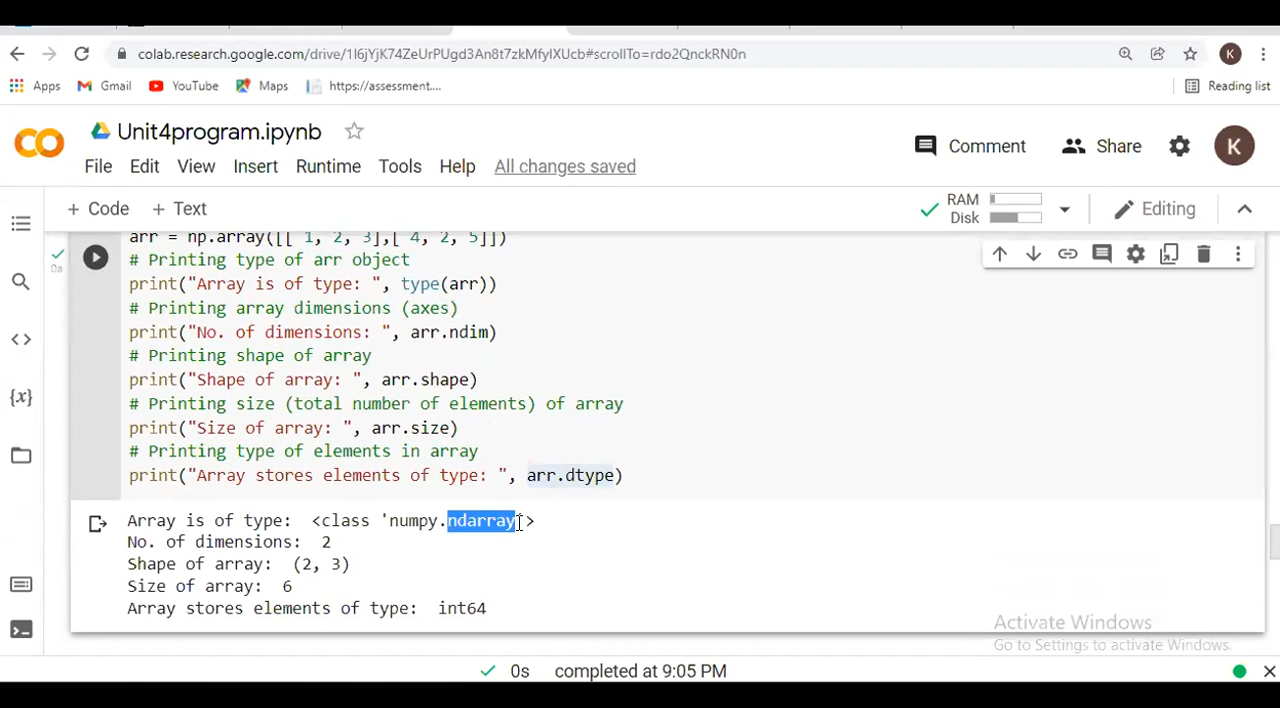 colab.research.google.com/drive/1I6jYjK74ZeUrPUgd3An8t7zkMfyIXUcb#scrollTo=rdo2QnckRN0n
K
Apps Gmail YouTube Maps https://assessment.... Reading list
Unit4program.ipynb
Comment Share K
File Edit View Insert Runtime Tools Help All changes saved
+ Code + Text RAM Disk Editing
arr = np.array([[ 1, 2, 3],[ 4, 2, 5]])
0s
# Printing type of arr object
print("Array is of type: ", type(arr))
# Printing array dimensions (axes)
print("No. of dimensions: ", arr.ndim)
# Printing shape of array
print("Shape of array: ", arr.shape)
# Printing size (total number of elements) of array
print("Size of array: ", arr.size)
# Printing type of elements in array
print("Array stores elements of type: ", arr.dtype)
Array is of type:  <class 'numpy.ndarray'>
No. of dimensions:  2
Shape of array:  (2, 3)
Size of array:  6
Array stores elements of type:  int64
Activate Windows
Go to Settings to activate Windows.
0s completed at 9:05 PM